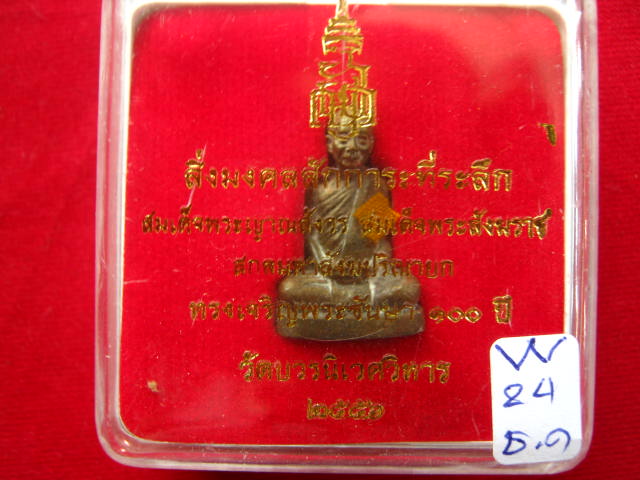 สิ่งมงคลสักการะที่ระลึก
สมเด็จพระญาณสังวร สมเด็จพระสังฆราช
สกลมหาสังฆปริณายก
ทรงเจริญพระชันษา ๑๐๐ ปี
วัดบวรนิเวศวิหาร
๒๕๕๖
W
24
ธ.๑